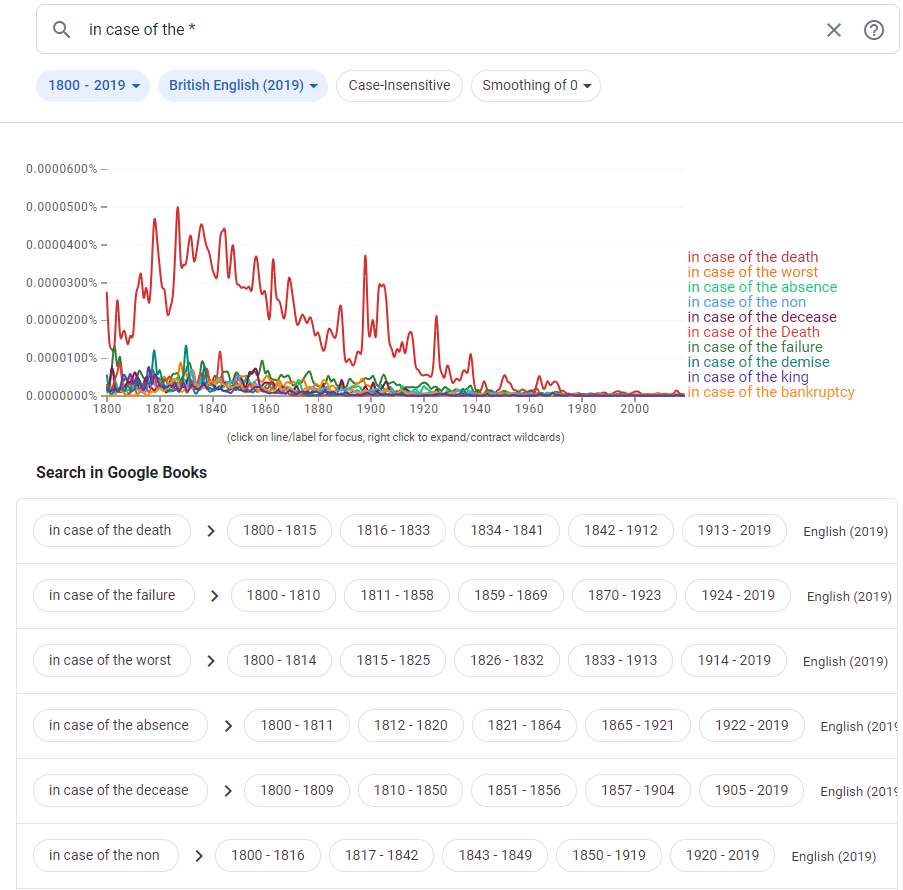 in case of the *
1800 - 2019 British English (2019) Case-Insensitive Smoothing of 0
0.0000600%
0.0000500%
0.0000400%
0.0000300%
0.0000200%
0.0000100%
0.0000000%
1800 1820 1840 1860 1880 1900 1920 1940 1960 1980 2000
in case of the death
in case of the worst
in case of the absence
in case of the non
in case of the decease
in case of the Death
in case of the failure
in case of the demise
in case of the king
in case of the bankruptcy
(click on line/label for focus, right click to expand/contract wildcards)
Search in Google Books
in case of the death 1800 - 1815 1816 - 1833 1834 - 1841 1842 - 1912 1913 - 2019 English (2019)
in case of the failure 1800 - 1810 1811 - 1858 1859 - 1869 1870 - 1923 1924 - 2019 English (2019)
in case of the worst 1800 - 1814 1815 - 1825 1826 - 1832 1833 - 1913 1914 - 2019 English (2019)
in case of the absence 1800 - 1811 1812 - 1820 1821 - 1864 1865 - 1921 1922 - 2019 English (2019
in case of the decease 1800 - 1809 1810 - 1850 1851 - 1856 1857 - 1904 1905 - 2019 English (2019
in case of the non 1800 - 1816 1817 - 1842 1843 - 1849 1850 - 1919 1920 - 2019 English (2019)